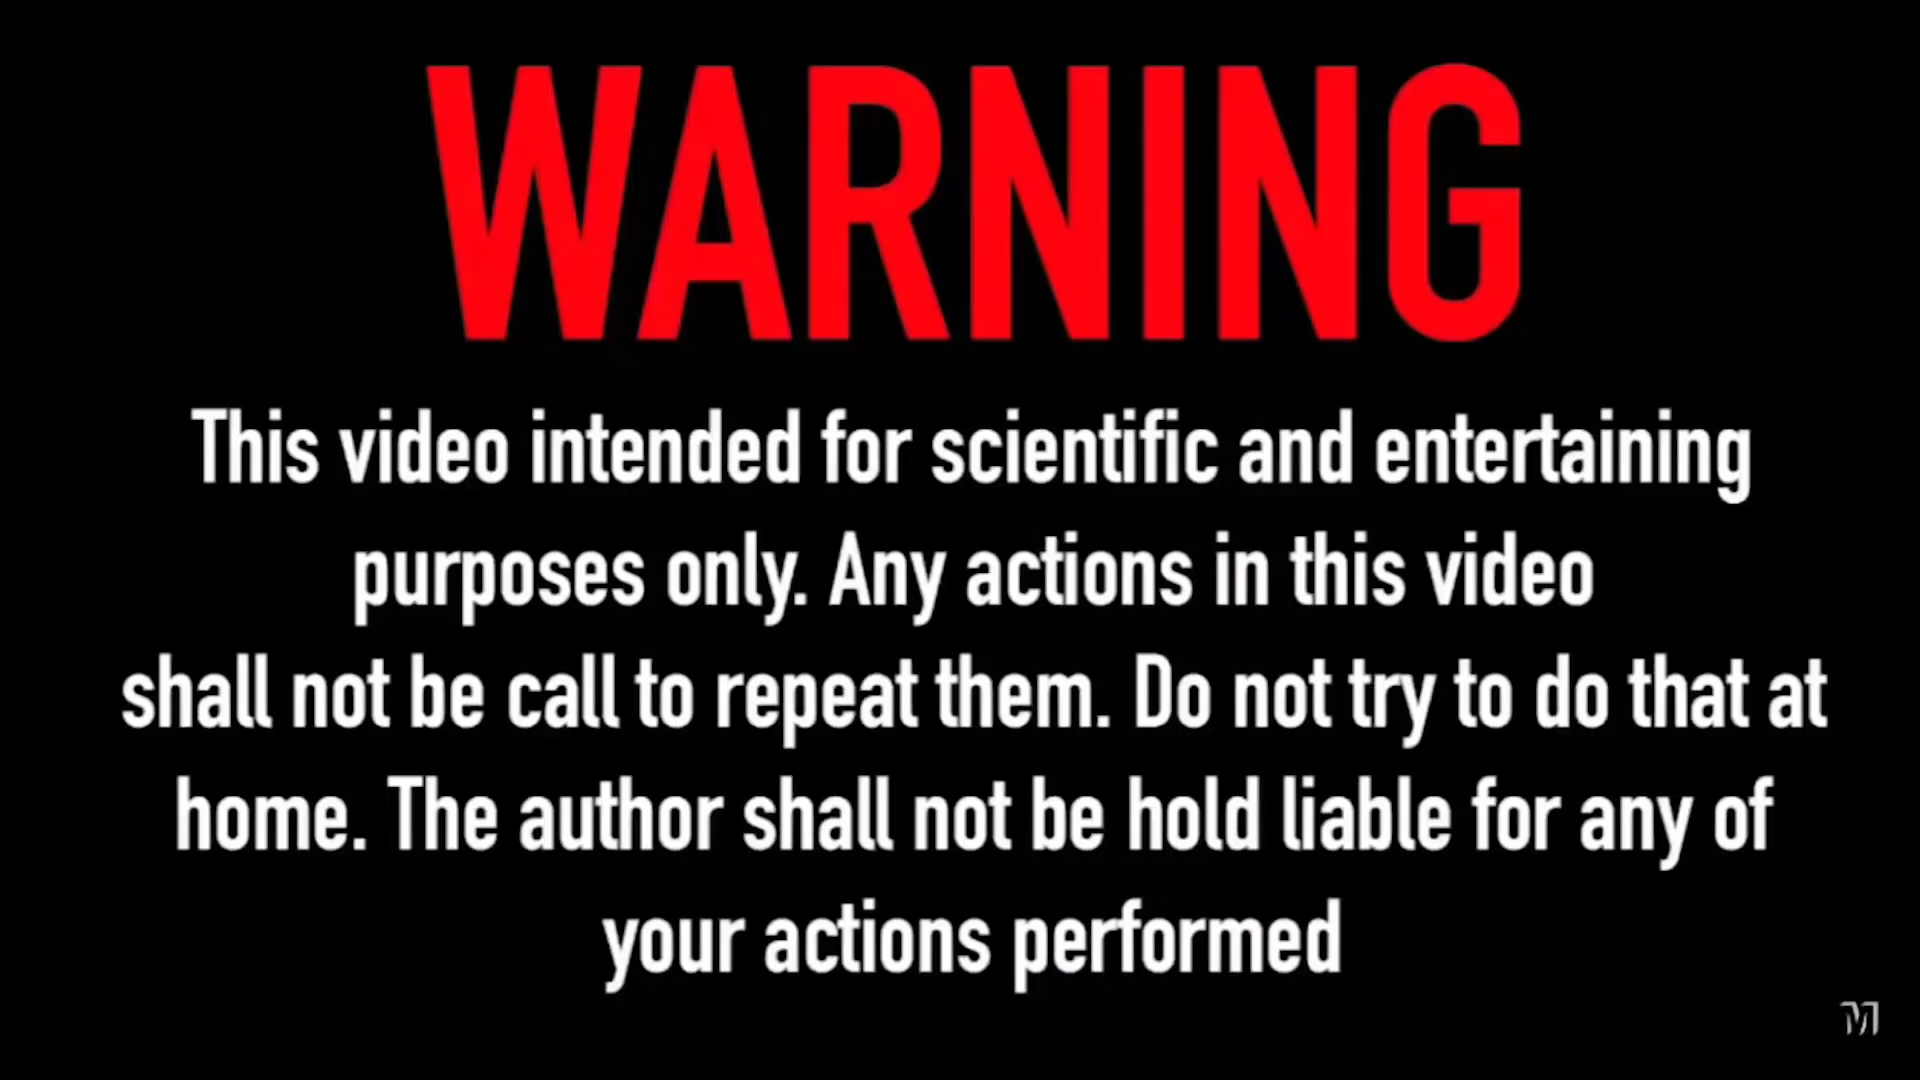 WARNING
This video intended for scientific and entertaining
purposes only. Any actions in this video
shall not be call to repeat them. Do not try to do that at
home. The author shall not be hold liable for any of
your actions performed
M